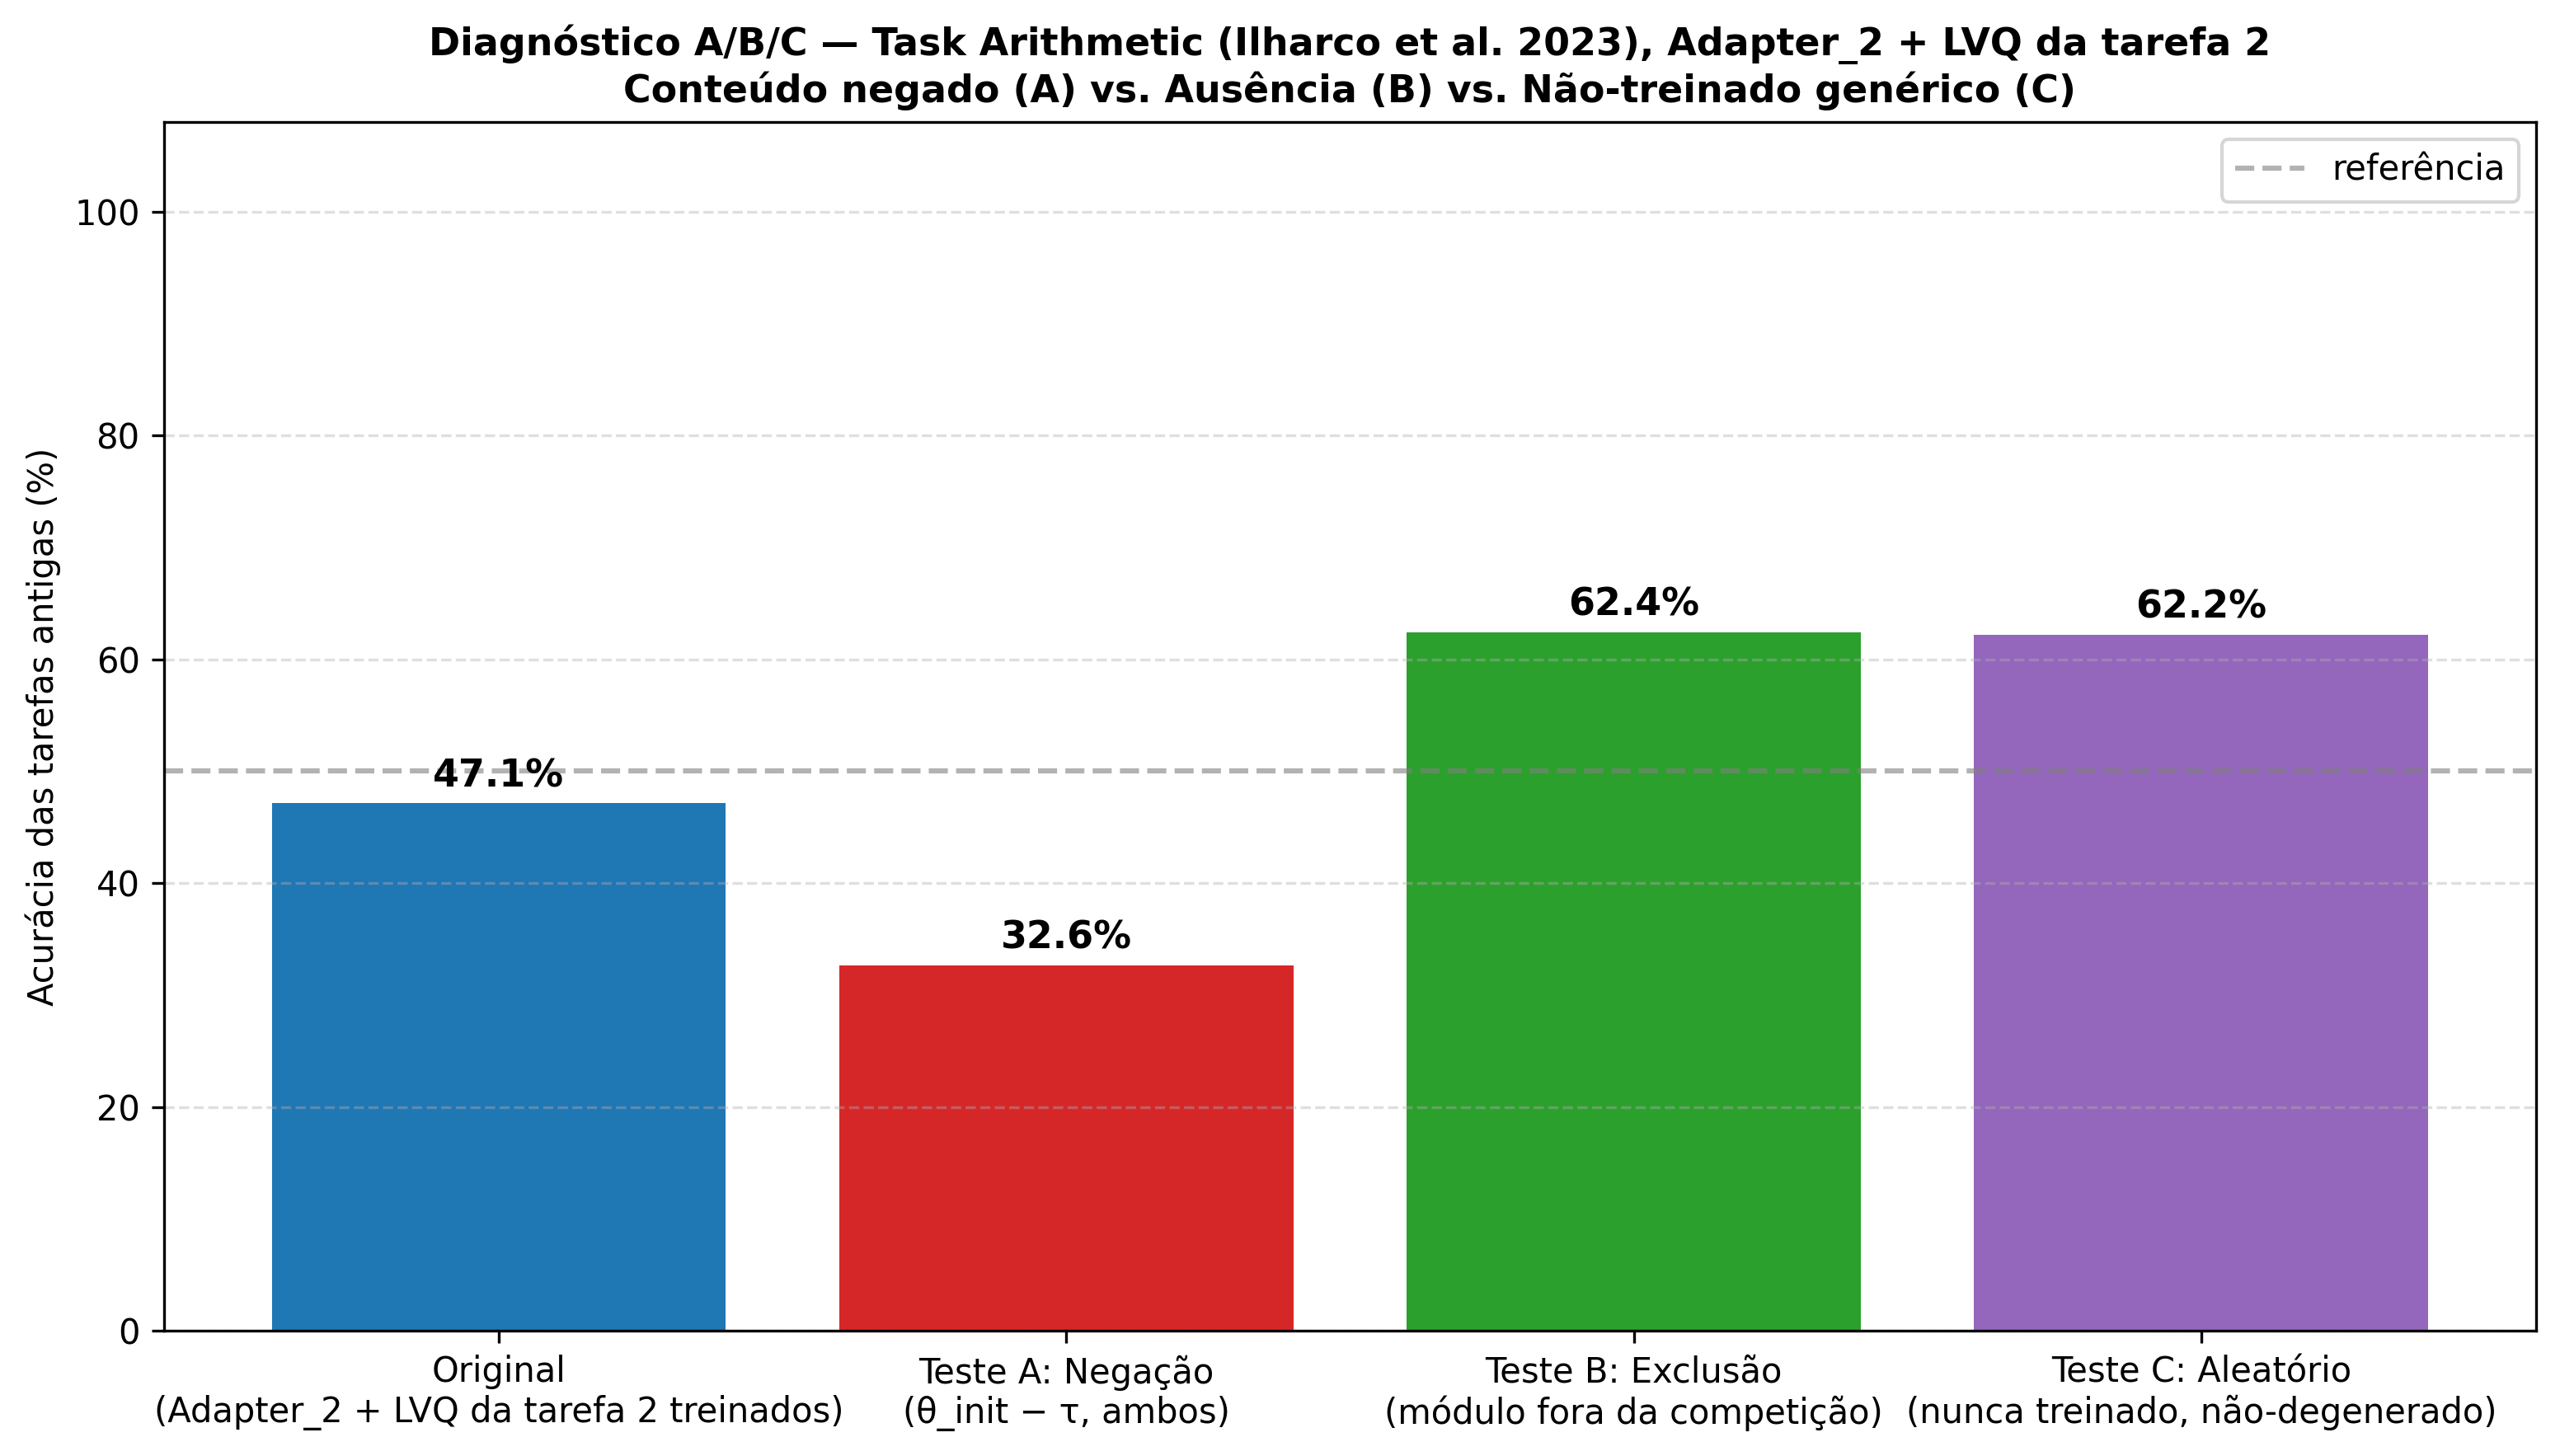 Diagnóstico A/B/C — Task Arithmetic (Ilharco et al. 2023), Adapter_2 + LVQ da tarefa 2
Conteúdo negado (A) vs. Ausência (B) vs. Não-treinado genérico (C)
referência
Acurácia das tarefas antigas (%)
100
80
60
40
20
0
47.1%
32.6%
62.4%
62.2%
Original
(Adapter_2 + LVQ da tarefa 2 treinados)
Teste A: Negação
(θ_init − τ, ambos)
Teste B: Exclusão
(módulo fora da competição)
Teste C: Aleatório
(nunca treinado, não-degenerado)